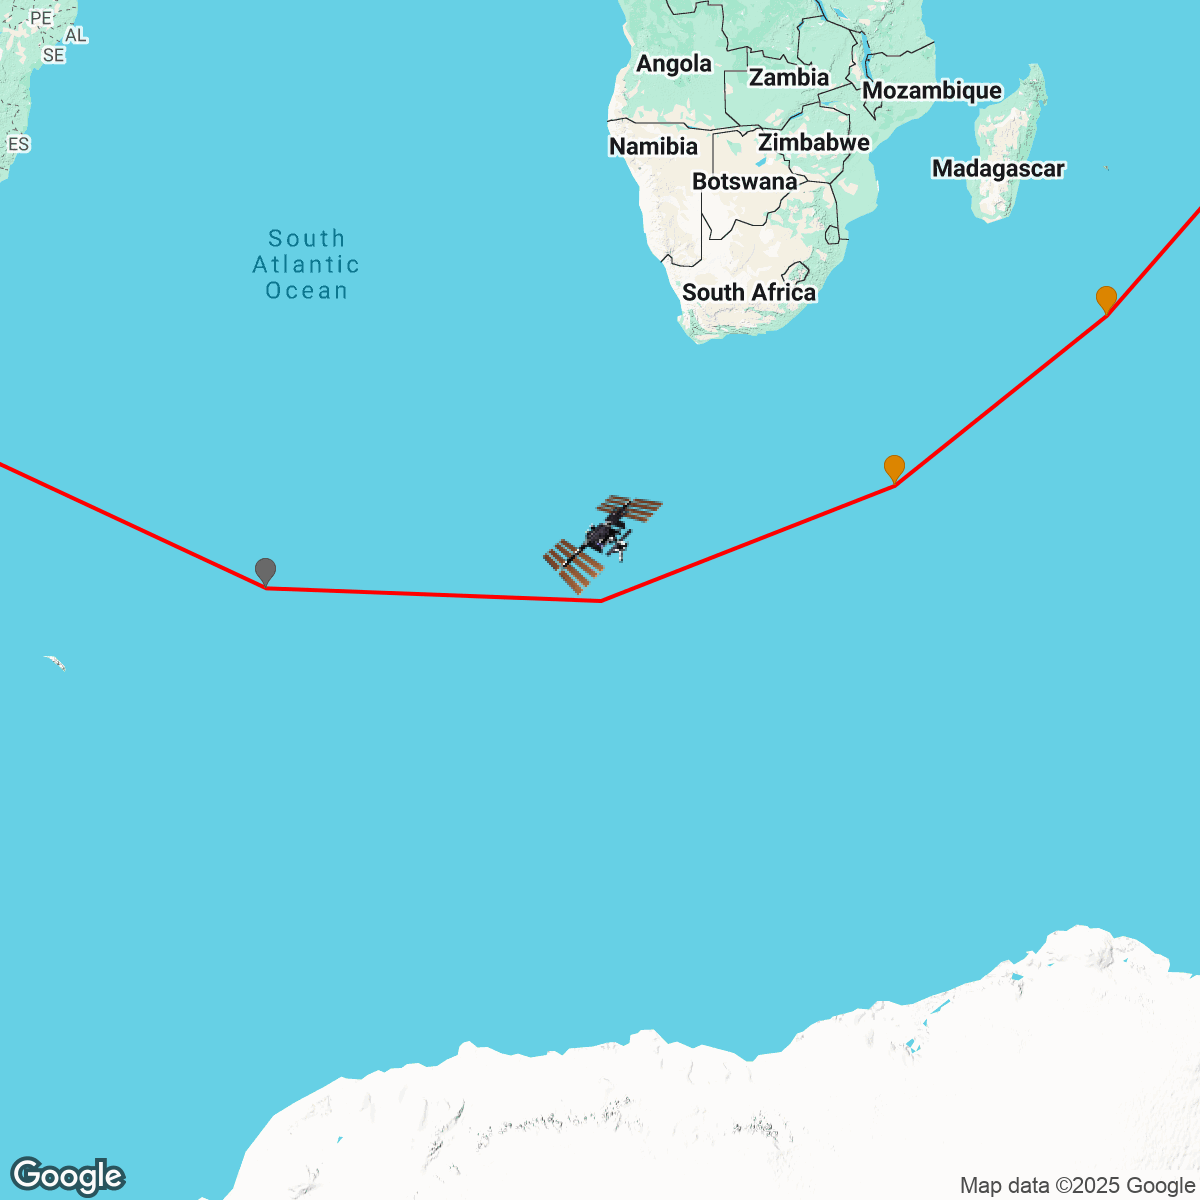 PE
AL
SE
ES
Angola
Zambia
Mozambique
Namibia
Zimbabwe
Botswana
Madagascar
South Africa
South
Atlantic
Ocean
Google
Map data ©2025 Google